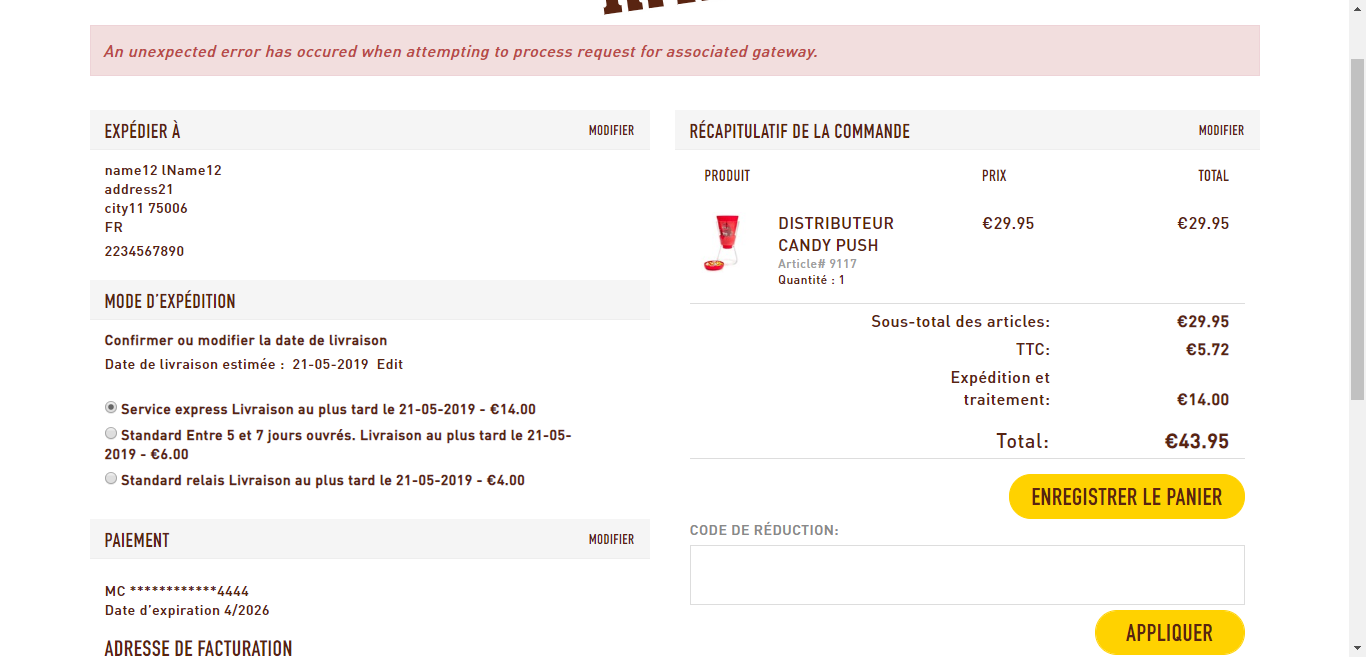 An unexpected error has occured when attempting to process request for associated gateway.
EXPÉDIER À
MODIFIER
name12 lName12
address21
city11 75006
FR
2234567890
MODE D'EXPÉDITION
Confirmer ou modifier la date de livraison
Date de livraison estimée : 21-05-2019 Edit
Service express Livraison au plus tard le 21-05-2019 - €14.00
Standard Entre 5 et 7 jours ouvrés. Livraison au plus tard le 21-05-
2019 - €6.00
Standard relais Livraison au plus tard le 21-05-2019 - €4.00
PAIEMENT
MODIFIER
MC ************4444
Date d'expiration 4/2026
ADRESSE DE FACTURATION
RÉCAPITULATIF DE LA COMMANDE
MODIFIER
PRODUIT PRIX TOTAL
DISTRIBUTEUR €29.95 €29.95
CANDY PUSH
Article# 9117
Quantité : 1
Sous-total des articles: €29.95
TTC: €5.72
Expédition et
traitement: €14.00
Total: €43.95
ENREGISTRER LE PANIER
CODE DE RÉDUCTION:
APPLIQUER